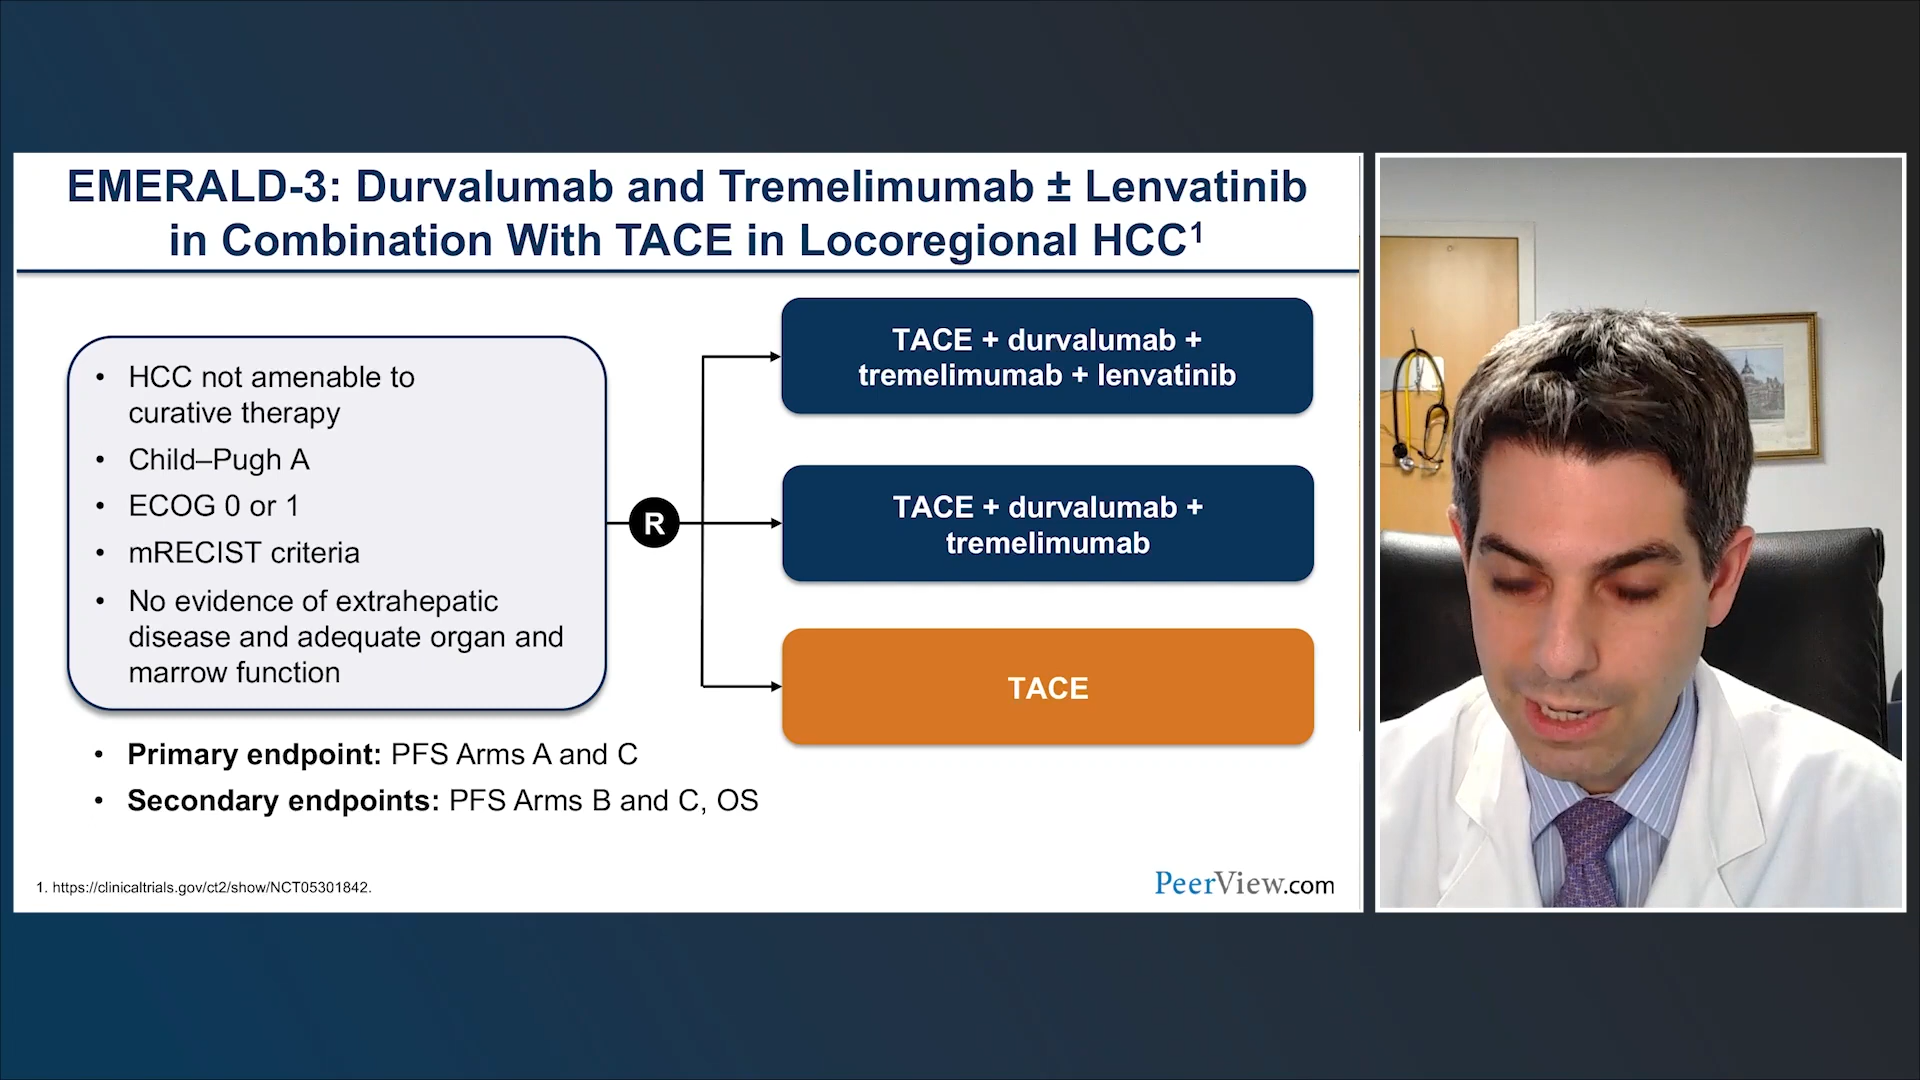 EMERALD-3: Durvalumab and Tremelimumab ± Lenvatinib
in Combination With TACE in Locoregional HCC¹
• HCC not amenable to
curative therapy
• Child–Pugh A
• ECOG 0 or 1
• mRECIST criteria
• No evidence of extrahepatic
disease and adequate organ and
marrow function
R
TACE + durvalumab +
tremelimumab + lenvatinib
TACE + durvalumab +
tremelimumab
TACE
• Primary endpoint: PFS Arms A and C
• Secondary endpoints: PFS Arms B and C, OS
1. https://clinicaltrials.gov/ct2/show/NCT05301842.
PeerView.com